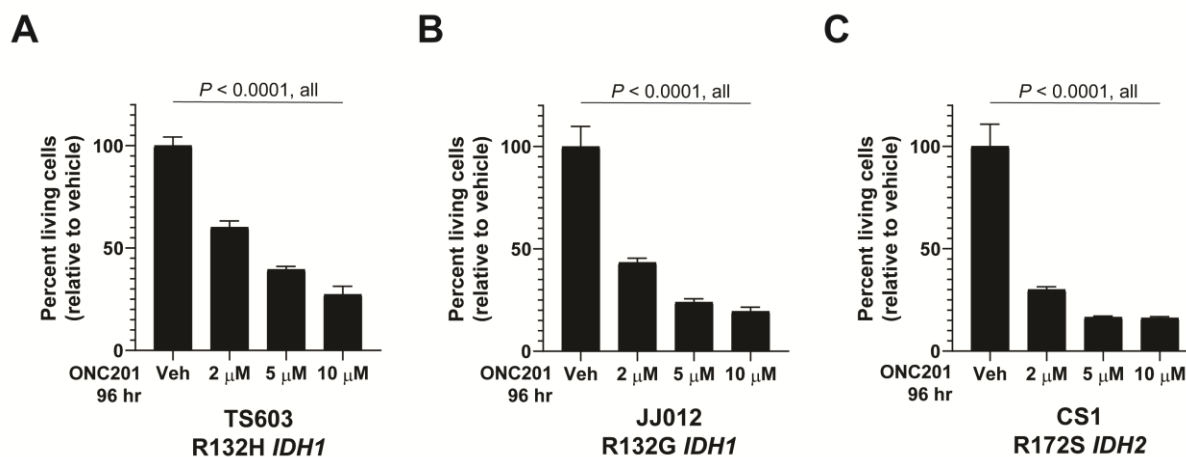 A
P < 0.0001, all
Percent living cells
(relative to vehicle)
100
50
0
ONC201
96 hr
Veh 2 μM 5 μM 10 μM
TS603
R132H IDH1
B
P < 0.0001, all
Percent living cells
(relative to vehicle)
100
50
0
ONC201
96 hr
Veh 2 μM 5 μM 10 μM
JJ012
R132G IDH1
C
P < 0.0001, all
Percent living cells
(relative to vehicle)
100
50
0
ONC201
96 hr
Veh 2 μM 5 μM 10 μM
CS1
R172S IDH2